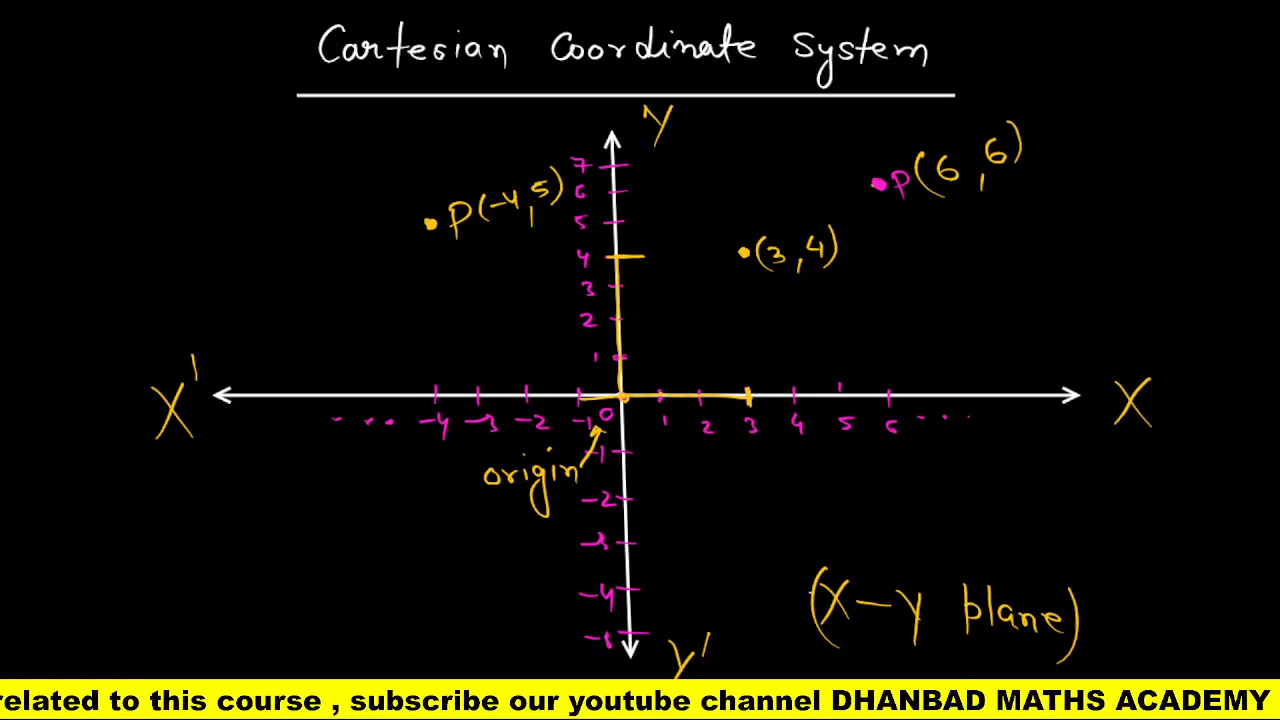 Cartesian Coordinate System
Y
7
6
5
4
3
2
1
P(-4,5)
P(6,6)
(3,4)
X'
X
... -4 -3 -2 -1 0 1 2 3 4 5 6 ...
origin
-1
-2
-3
-4
(X-Y plane)
Y'
related to this course , subscribe our youtube channel DHANBAD MATHS ACADEMY